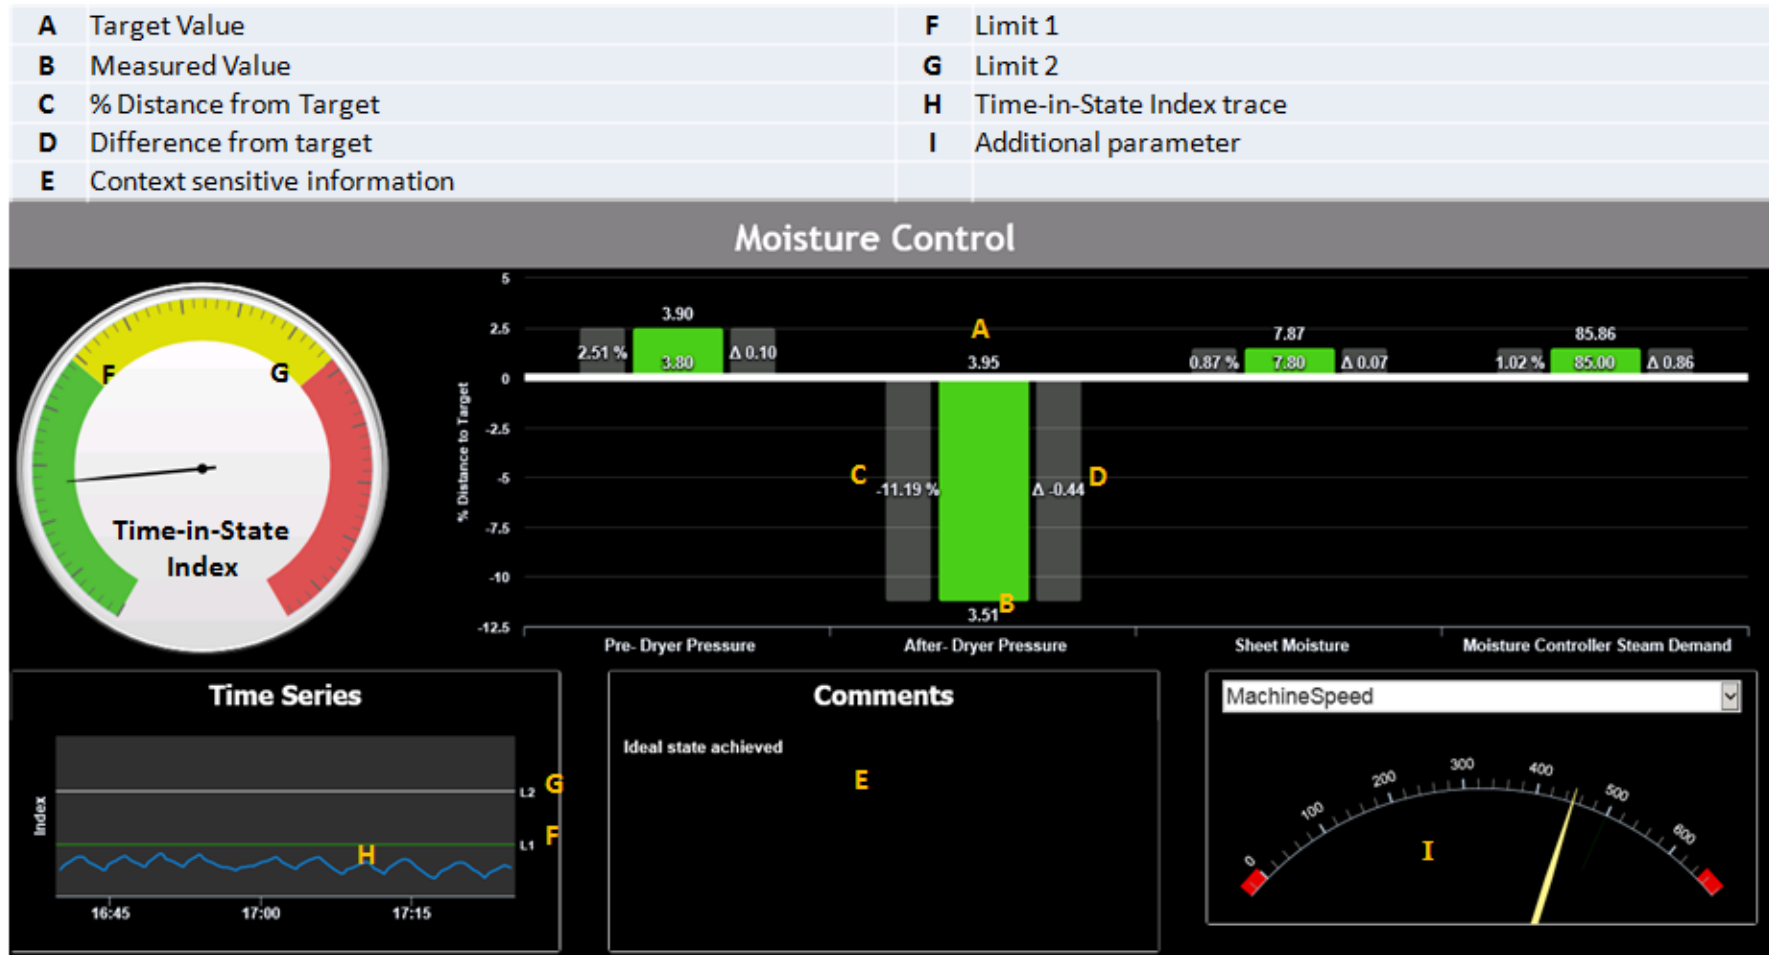 A Target Value F Limit 1
B Measured Value G Limit 2
C % Distance from Target H Time-in-State Index trace
D Difference from target I Additional parameter
E Context sensitive information
Moisture Control
F G
Time-in-State
Index
% Distance to Target
5
2.5
0
-2.5
-5
-7.5
-10
-12.5
3.90
2.51 % 3.80 Δ 0.10
A
3.95
C -11.19 % Δ -0.44 D
3.51 B
7.87
0.87 % 7.80 Δ 0.07
85.86
1.02 % 85.00 Δ 0.86
Pre- Dryer Pressure After- Dryer Pressure Sheet Moisture Moisture Controller Steam Demand
Time Series
Index
L2 G
L1 F
H
16:45 17:00 17:15
Comments
Ideal state achieved
E
MachineSpeed
0 100 200 300 400 500 600
I